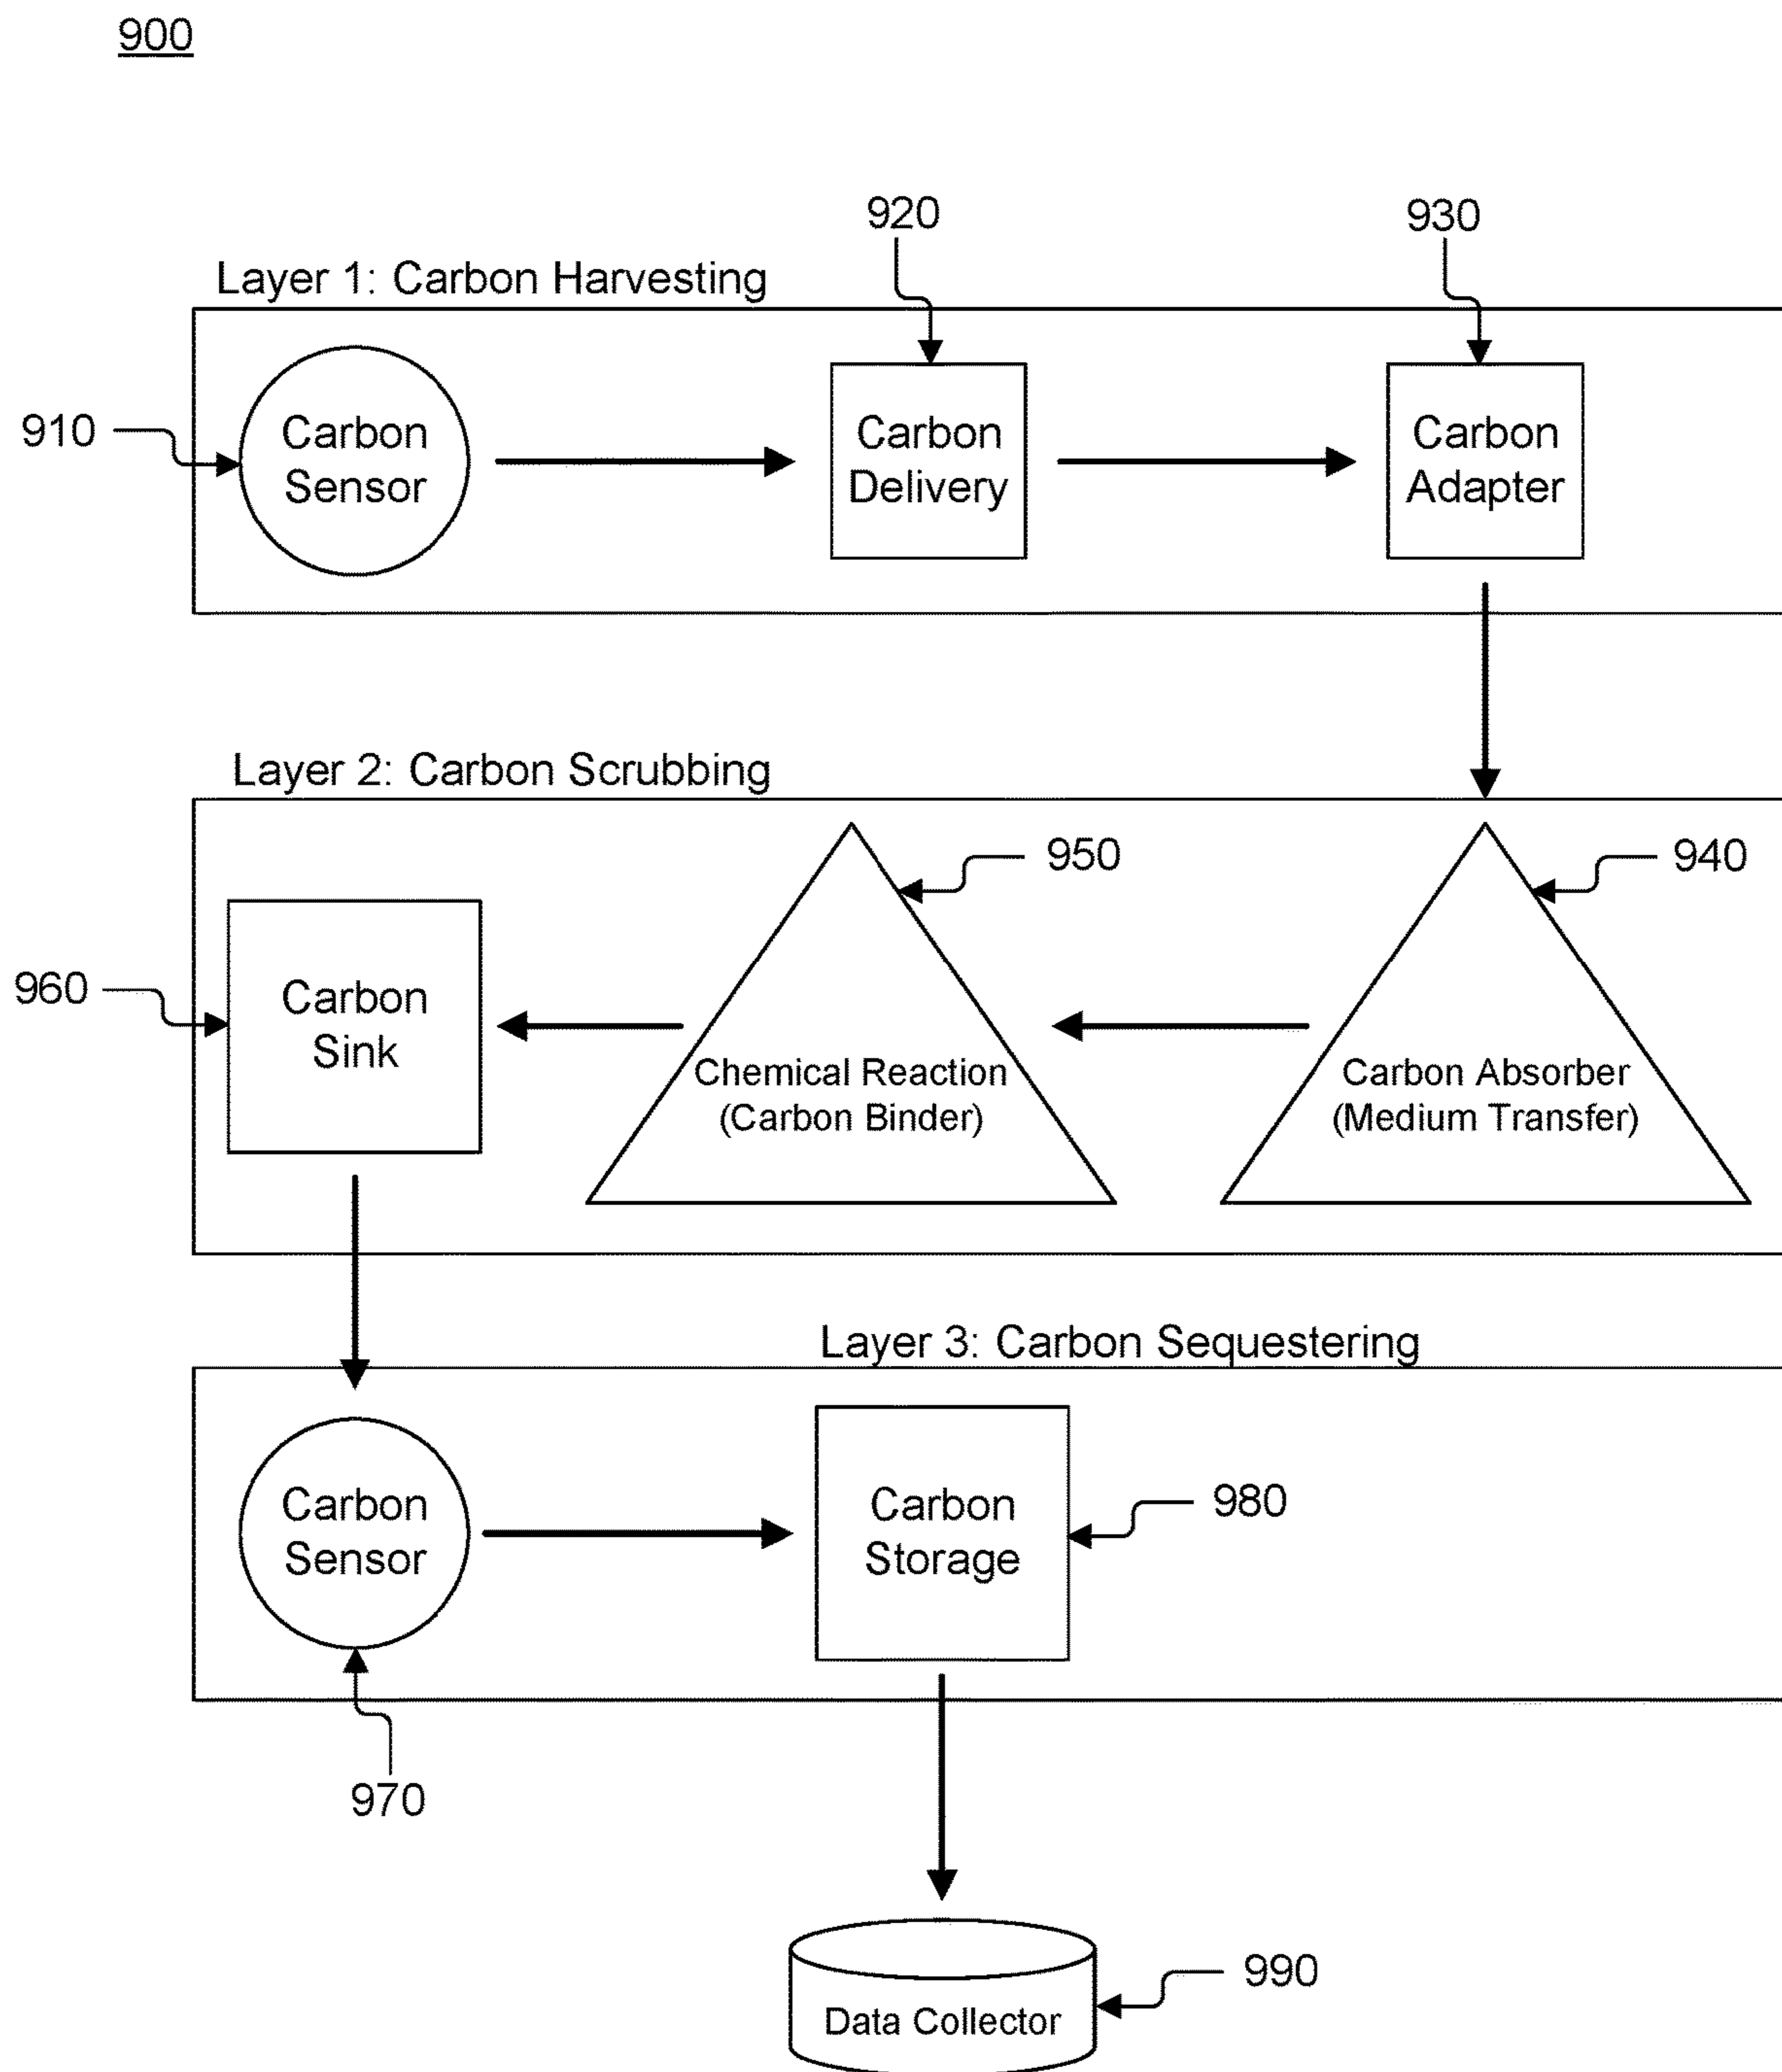 900
920
930
Layer 1: Carbon Harvesting
910
Carbon
Sensor
Carbon
Delivery
Carbon
Adapter
Layer 2: Carbon Scrubbing
950
940
960
Carbon
Sink
Chemical Reaction
(Carbon Binder)
Carbon Absorber
(Medium Transfer)
Layer 3: Carbon Sequestering
Carbon
Sensor
Carbon
Storage
980
970
990
Data Collector